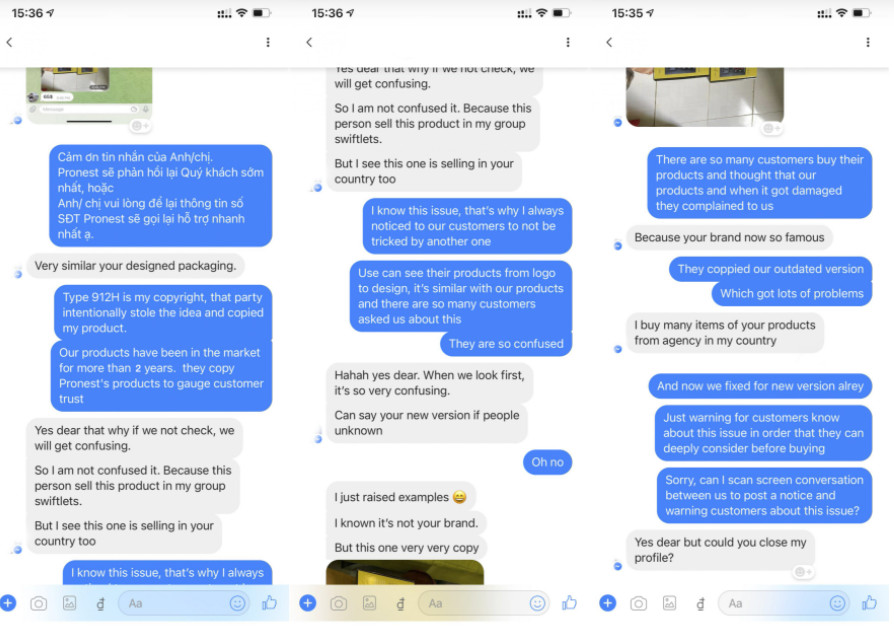 15:36
Cảm ơn tin nhắn của Anh/chị.
Pronest sẽ phản hồi lại Quý khách sớm
nhất, hoặc
Anh/ chị vui lòng để lại thông tin số
SĐT Pronest sẽ gọi lại hỗ trợ nhanh
nhất ạ.
Very similar your designed packaging.
Type 912H is my copyright, that party
intentionally stole the idea and copied
my product.
Our products have been in the market
for more than 2 years. they copy
Pronest's products to gauge customer
trust
Yes dear that why if we not check, we
will get confusing.
So I am not confused it. Because this
person sell this product in my group
swiftlets.
But I see this one is selling in your
country too
I know this issue, that's why I always
Aa
15:36
Yes dear that why if we not check, we
will get confusing.
So I am not confused it. Because this
person sell this product in my group
swiftlets.
But I see this one is selling in your
country too
I know this issue, that's why I always
noticed to our customers to not be
tricked by another one
Use can see their products from logo
to design, it's similar with our products
and there are so many customers
asked us about this
They are so confused
Hahah yes dear. When we look first,
it's so very confusing.
Can say your new version if people
unknown
Oh no
I just raised examples 😄
I known it's not your brand.
But this one very very copy
Aa
15:35
There are so many customers buy their
products and thought that our
products and when it got damaged
they complained to us
Because your brand now so famous
They coppied our outdated version
Which got lots of problems
I buy many items of your products
from agency in my country
And now we fixed for new version alrey
Just warning for customers know
about this issue in order that they can
deeply consider before buying
Sorry, can I scan screen conversation
between us to post a notice and
warning customers about this issue?
Yes dear but could you close my
profile?
Aa